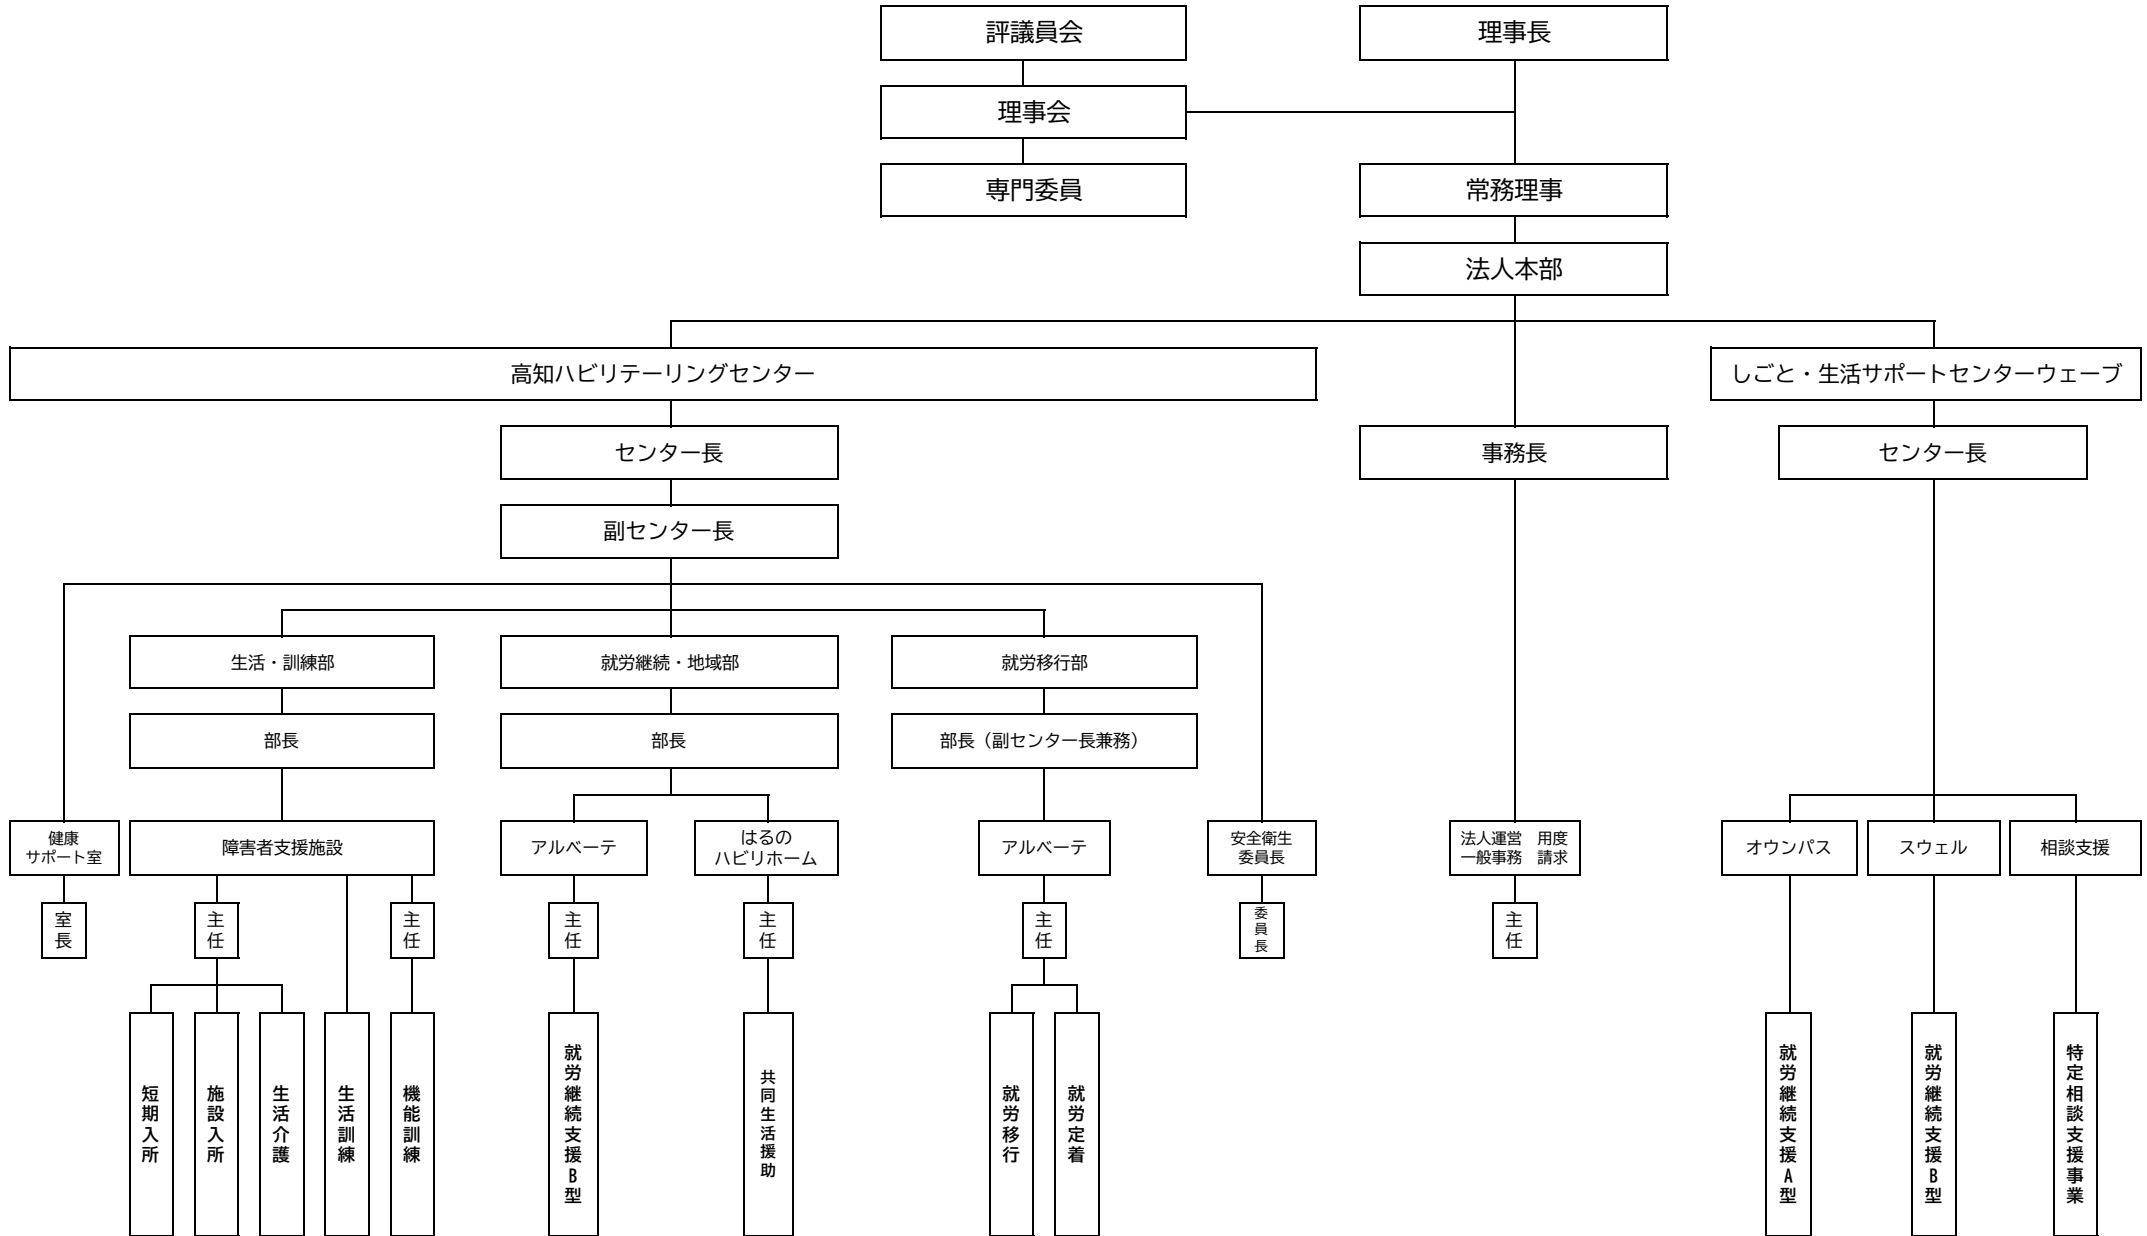 評議員会
理事長
理事会
専門委員
常務理事
法人本部
高知ハビリテーリングセンター
しごと・生活サポートセンターウェーブ
センター長
事務長
センター長
副センター長
生活・訓練部
就労継続・地域部
就労移行部
部長
部長
部長（副センター長兼務）
健康
サポート室
障害者支援施設
アルベーテ
はるの
ハビリホーム
アルベーテ
安全衛生
委員長
法人運営　用度
一般事務　請求
オウンパス
スウェル
相談支援
室長
主任
主任
主任
主任
主任
委員長
主任
短期入所
施設入所
生活介護
生活訓練
機能訓練
就労継続支援B型
共同生活援助
就労移行
就労定着
就労継続支援A型
就労継続支援B型
特定相談支援事業